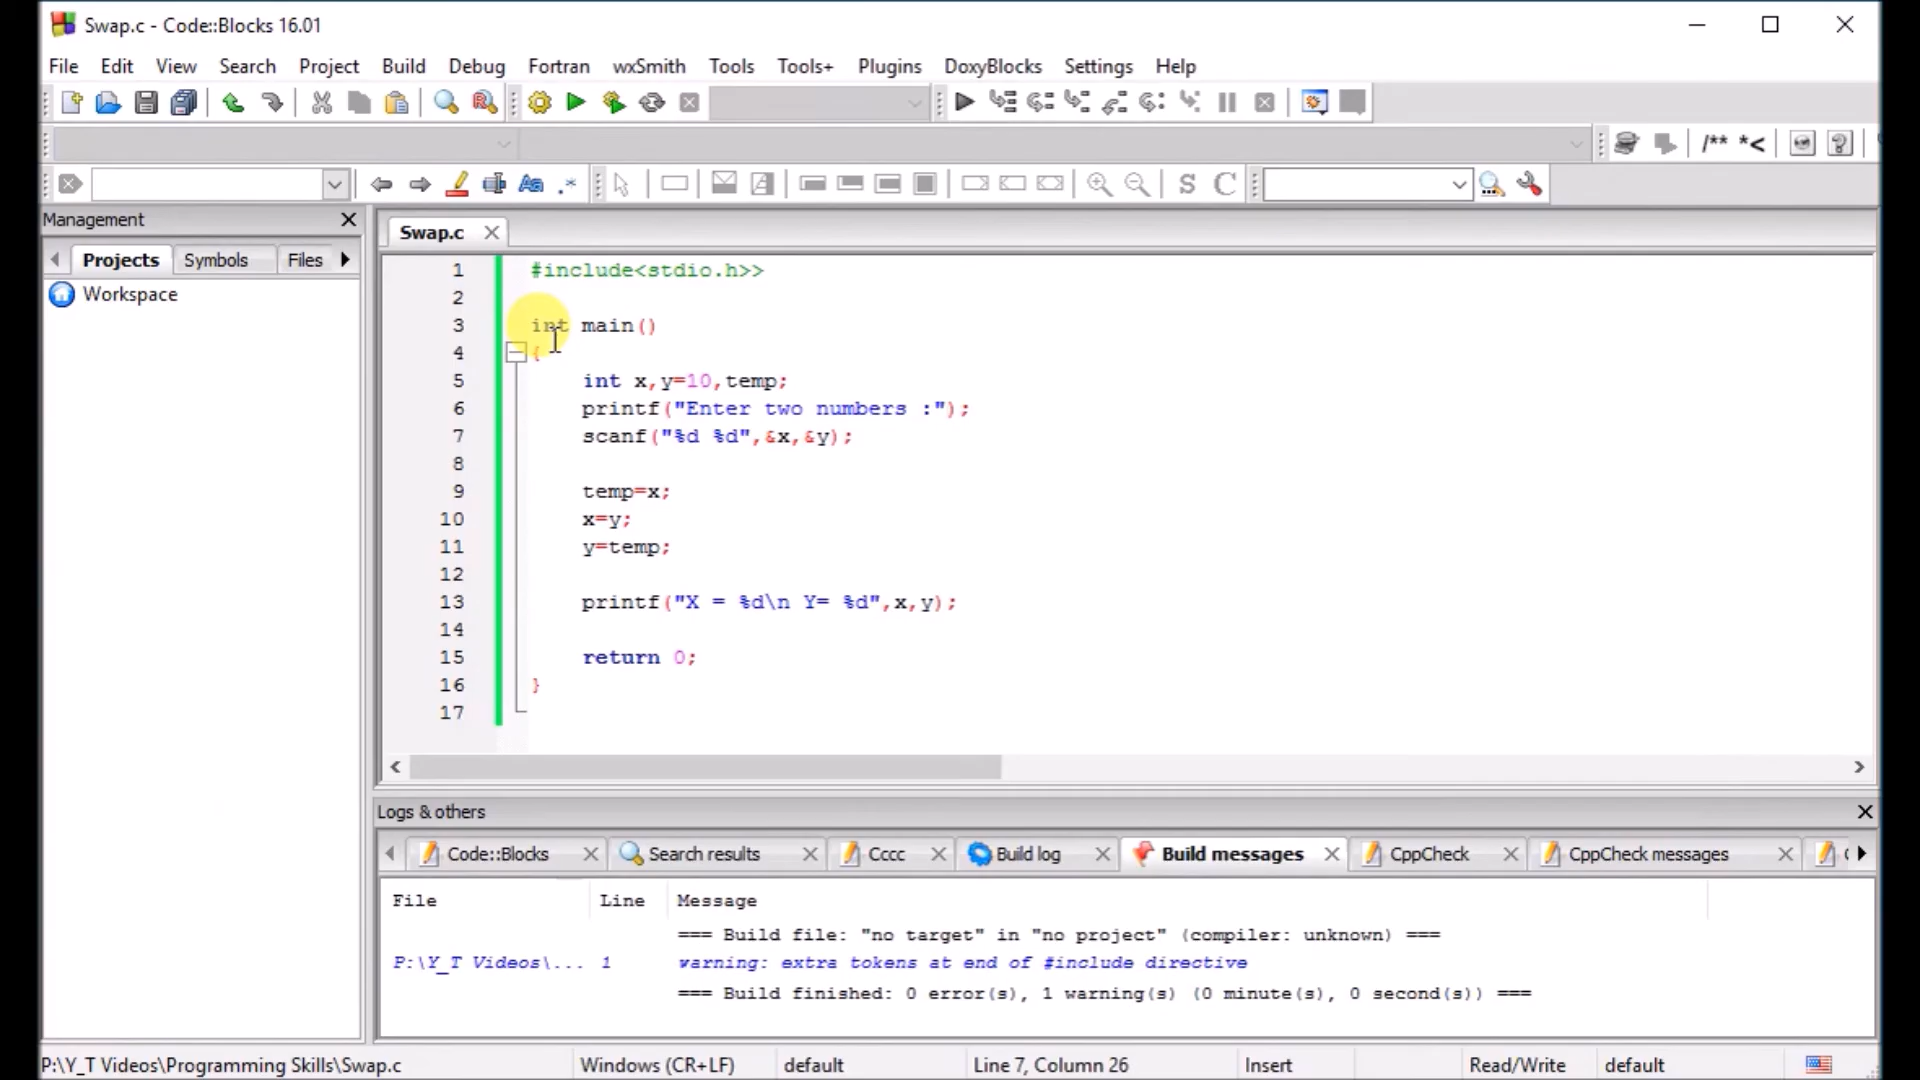 Swap.c - Code::Blocks 16.01
File Edit View Search Project Build Debug Fortran wxSmith Tools Tools+ Plugins DoxyBlocks Settings Help
/** *<
S C
Management
Swap.c
Projects Symbols Files
Workspace
1 #include<stdio.h>>
2
3 int main()
4 {
5 int x,y=10,temp;
6 printf("Enter two numbers :");
7 scanf("%d %d",&x,&y);
8
9 temp=x;
10 x=y;
11 y=temp;
12
13 printf("X = %d\n Y= %d",x,y);
14
15 return 0;
16 }
17
Logs & others
Code::Blocks Search results Cccc Build log Build messages CppCheck CppCheck messages
File Line Message
=== Build file: "no target" in "no project" (compiler: unknown) ===
P:\Y_T Videos\... 1 warning: extra tokens at end of #include directive
=== Build finished: 0 error(s), 1 warning(s) (0 minute(s), 0 second(s)) ===
P:\Y_T Videos\Programming Skills\Swap.c Windows (CR+LF) default Line 7, Column 26 Insert Read/Write default